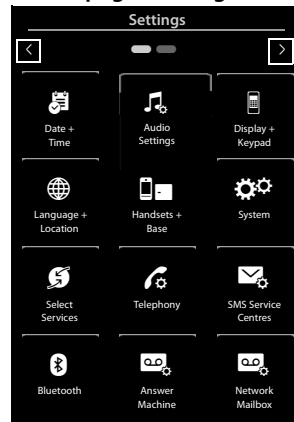 Settings
Date +
Time
Audio
Settings
Display +
Keypad
Language +
Location
Handsets +
Base
System
Select
Services
Telephony
SMS Service
Centres
Bluetooth
Answer
Machine
Network
Mailbox